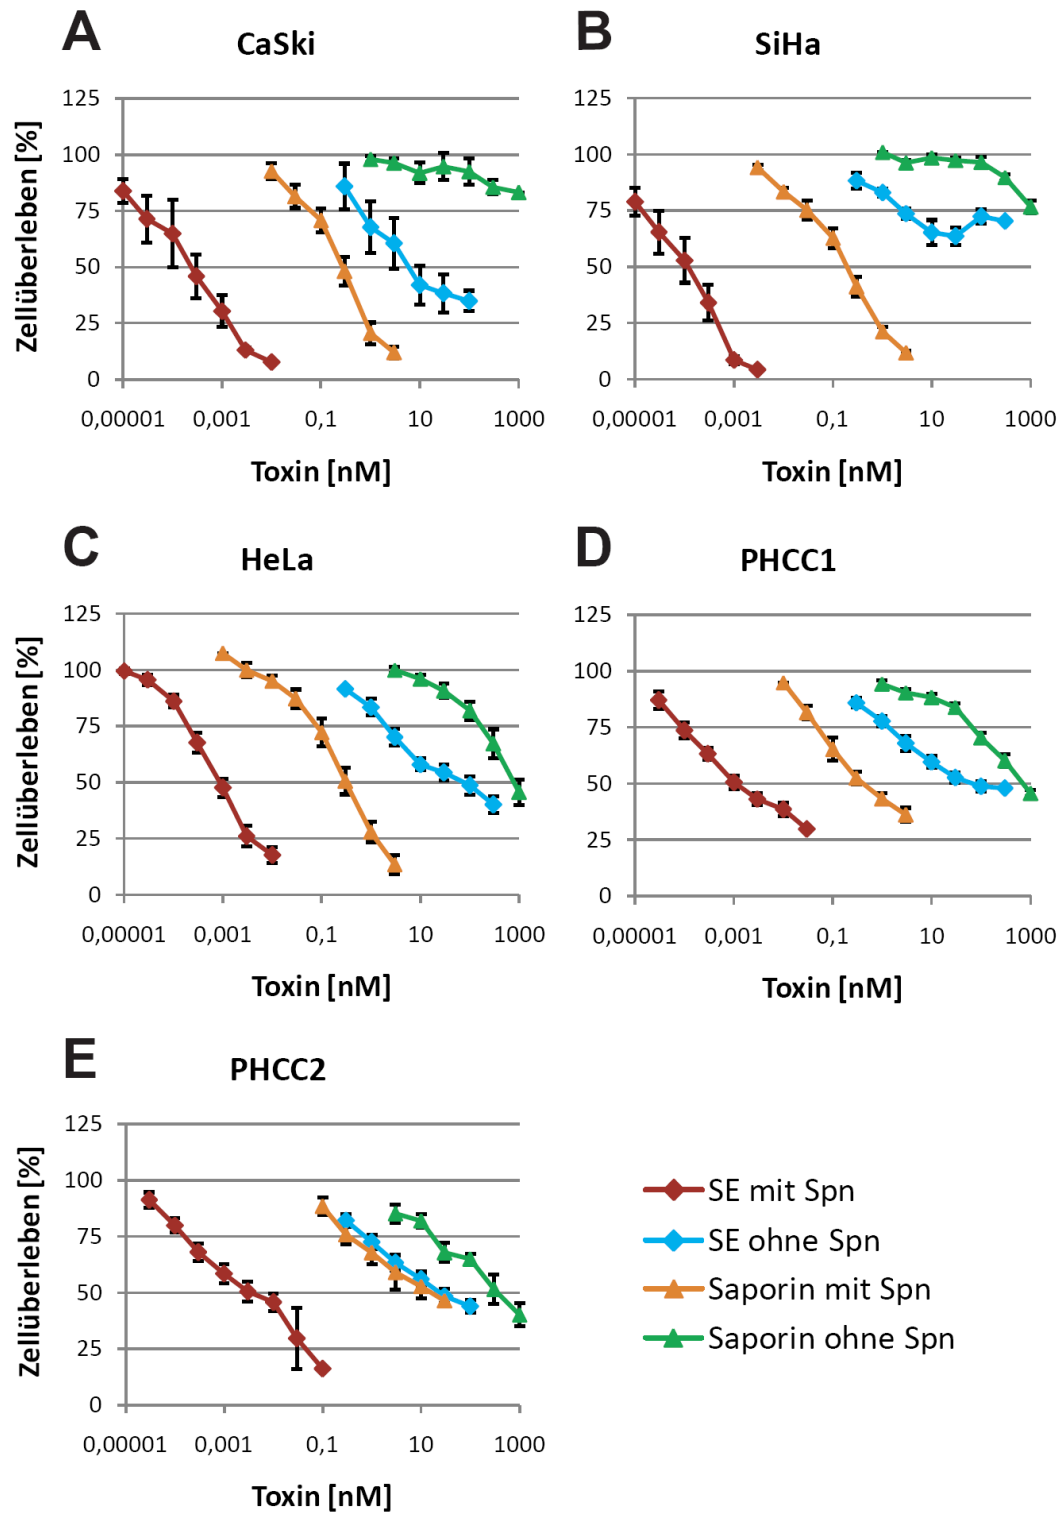 A
CaSki
Zellüberleben [%]
125
100
75
50
25
0
0,00001
0,001
0,1
10
1000
Toxin [nM]
B
SiHa
125
100
75
50
25
0
0,00001
0,001
0,1
10
1000
Toxin [nM]
C
HeLa
Zellüberleben [%]
125
100
75
50
25
0
0,00001
0,001
0,1
10
1000
Toxin [nM]
D
PHCC1
125
100
75
50
25
0
0,00001
0,001
0,1
10
1000
Toxin [nM]
E
PHCC2
Zellüberleben [%]
125
100
75
50
25
0
0,00001
0,001
0,1
10
1000
Toxin [nM]
SE mit Spn
SE ohne Spn
Saporin mit Spn
Saporin ohne Spn